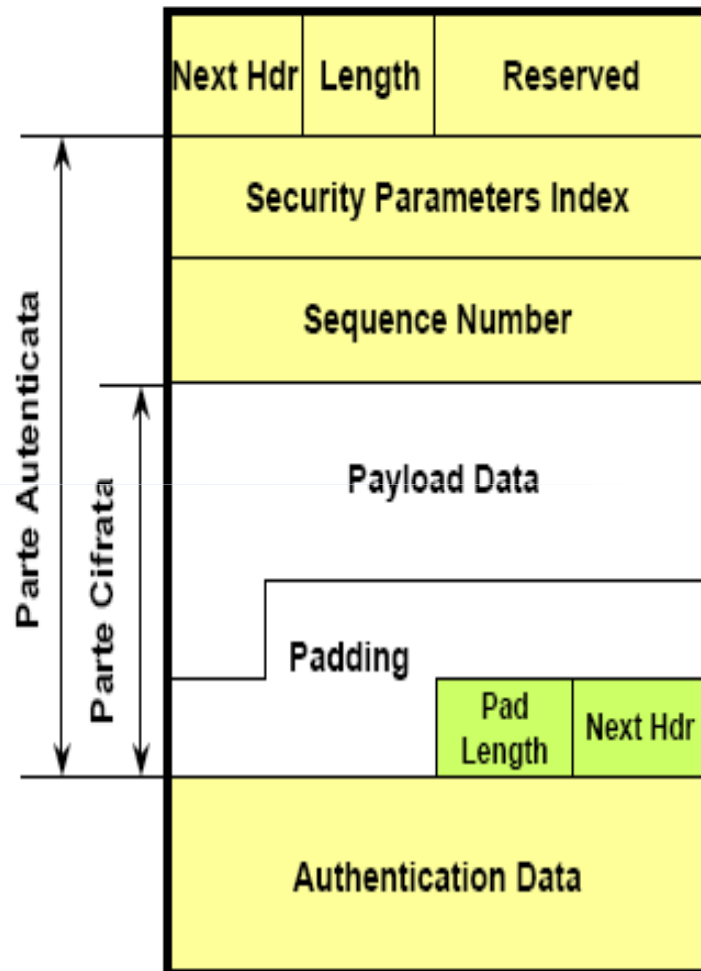 Next Hdr Length Reserved
Security Parameters Index
Sequence Number
Parte Autenticata
Parte Cifrata
Payload Data
Padding
Pad
Length
Next Hdr
Authentication Data